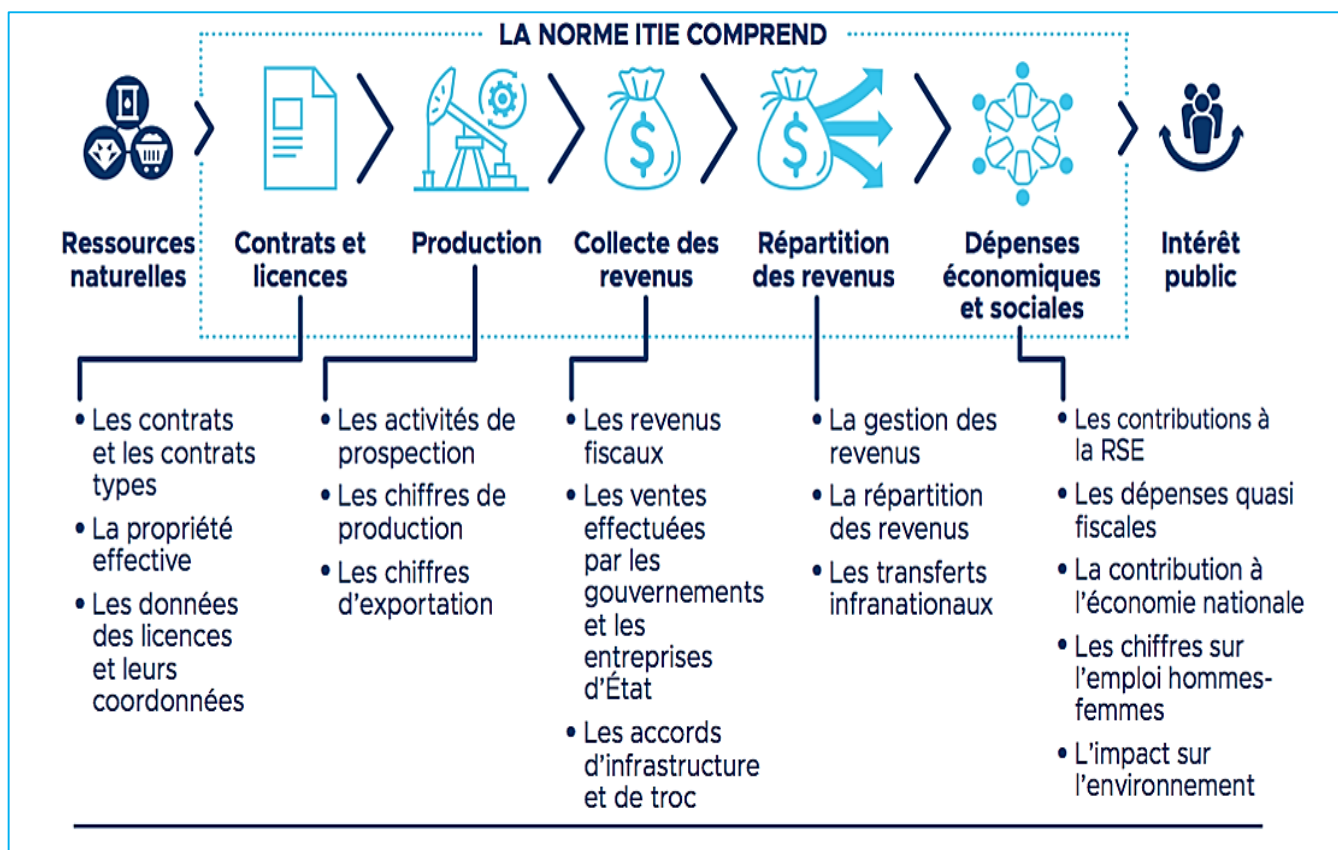 LA NORME ITIE COMPREND
$
$
Ressources
naturelles
Contrats et
licences
Production
Collecte des
revenus
Répartition
des revenus
Dépenses
économiques
et sociales
Intérêt
public
• Les contrats
et les contrats
types
• La propriété
effective
• Les données
des licences
et leurs
coordonnées
• Les activités de
prospection
• Les chiffres de
production
• Les chiffres
d'exportation
• Les revenus
fiscaux
• Les ventes
effectuées
par les
gouvernements
et les
entreprises
d'État
• Les accords
d'infrastructure
et de troc
• La gestion des
revenus
• La répartition
des revenus
• Les transferts
infranationaux
• Les contributions à
la RSE
• Les dépenses quasi
fiscales
• La contribution à
l'économie nationale
• Les chiffres sur
l'emploi hommes-
femmes
• L'impact sur
l'environnement